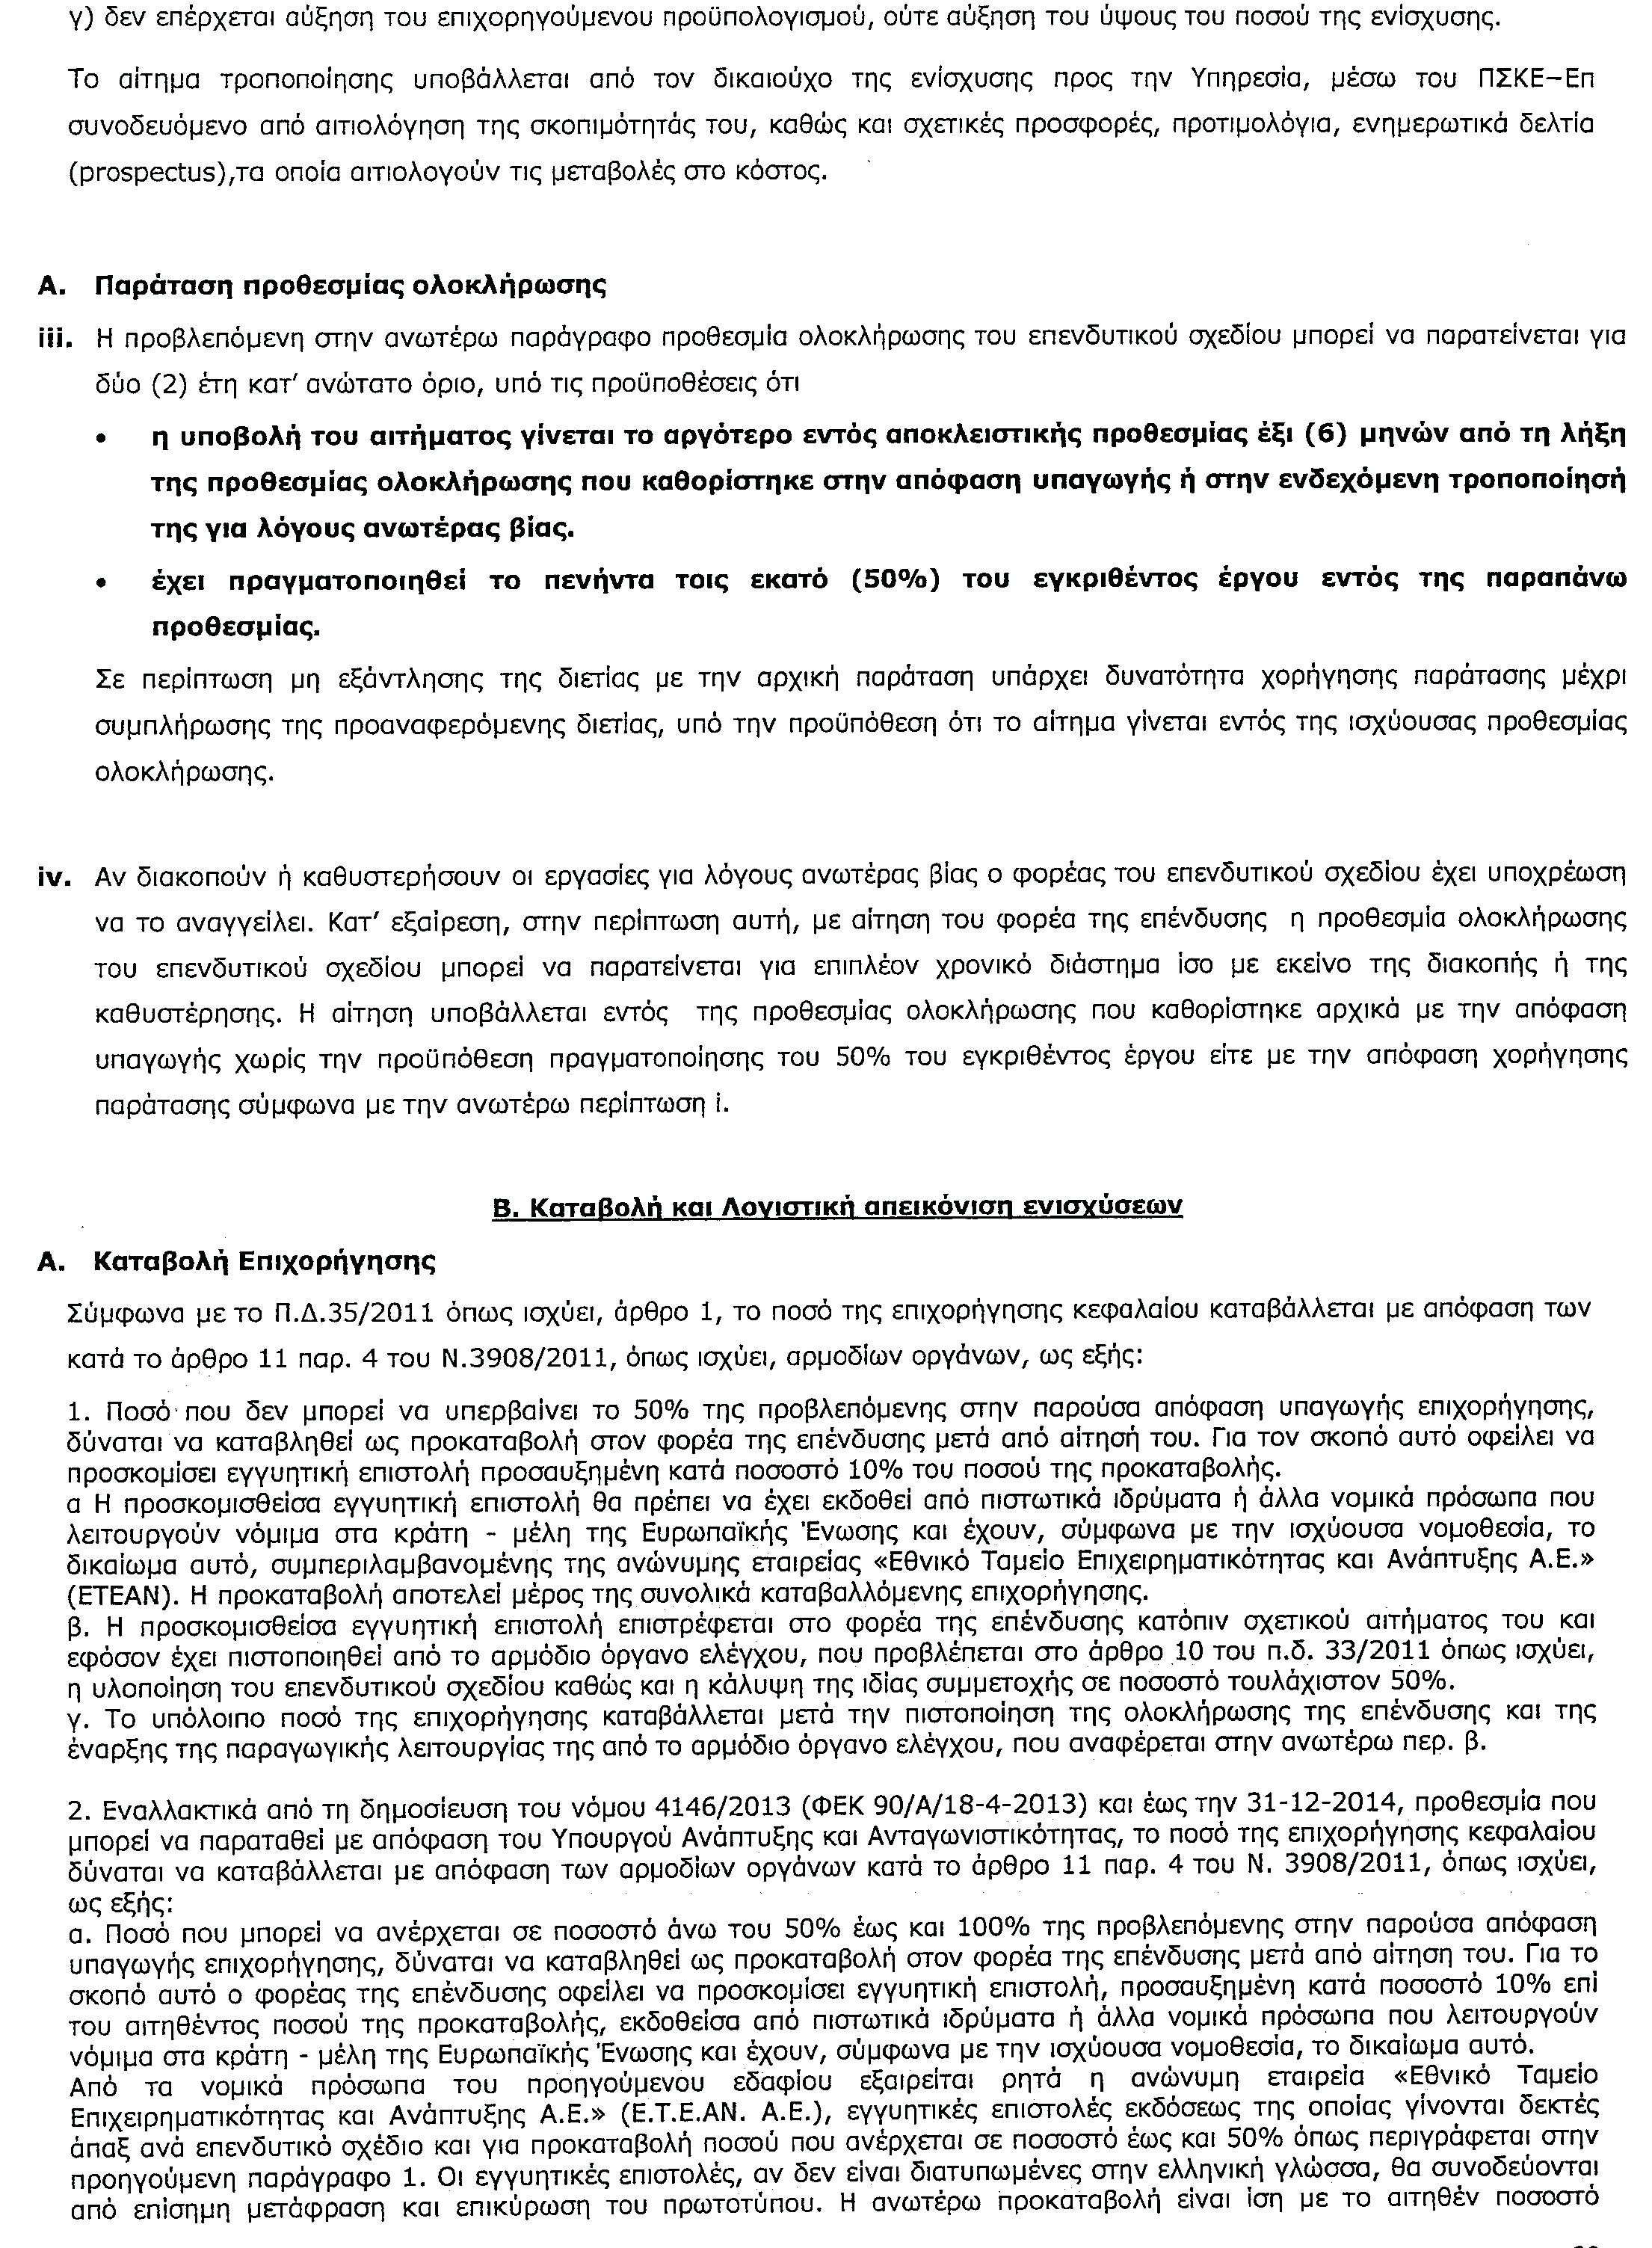 γ) δεν επέρχεται αύξηση του επιχορηγούμενου προϋπολογισμού, ούτε αύξηση του ύψους του ποσού της ενίσχυσης.
Το αίτημα τροποποίησης υποβάλλεται από τον δικαιούχο της ενίσχυσης προς την Υπηρεσία, μέσω του ΠΣΚΕ–Επ
συνοδευόμενο από αιτιολόγηση της σκοπιμότητάς του, καθώς και σχετικές προσφορές, προτιμολόγια, ενημερωτικά δελτία
(prospectus),τα οποία αιτιολογούν τις μεταβολές στο κόστος.
Α. Παράταση προθεσμίας ολοκλήρωσης
iii. Η προβλεπόμενη στην ανωτέρω παράγραφο προθεσμία ολοκλήρωσης του επενδυτικού σχεδίου μπορεί να παρατείνεται για
δύο (2) έτη κατ’ ανώτατο όριο, υπό τις προϋποθέσεις ότι
• η υποβολή του αιτήματος γίνεται το αργότερο εντός αποκλειστικής προθεσμίας έξι (6) μηνών από τη λήξη
της προθεσμίας ολοκλήρωσης που καθορίστηκε στην απόφαση υπαγωγής ή στην ενδεχόμενη τροποποίησή
της για λόγους ανωτέρας βίας.
• έχει πραγματοποιηθεί το πενήντα τοις εκατό (50%) του εγκριθέντος έργου εντός της παραπάνω
προθεσμίας.
Σε περίπτωση μη εξάντλησης της διετίας με την αρχική παράταση υπάρχει δυνατότητα χορήγησης παράτασης μέχρι
συμπλήρωσης της προαναφερόμενης διετίας, υπό την προϋπόθεση ότι το αίτημα γίνεται εντός της ισχύουσας προθεσμίας
ολοκλήρωσης.
iv. Αν διακοπούν ή καθυστερήσουν οι εργασίες για λόγους ανωτέρας βίας ο φορέας του επενδυτικού σχεδίου έχει υποχρέωση
να το αναγγείλει. Κατ’ εξαίρεση, στην περίπτωση αυτή, με αίτηση του φορέα της επένδυσης η προθεσμία ολοκλήρωσης
του επενδυτικού σχεδίου μπορεί να παρατείνεται για επιπλέον χρονικό διάστημα ίσο με εκείνο της διακοπής ή της
καθυστέρησης. Η αίτηση υποβάλλεται εντός της προθεσμίας ολοκλήρωσης που καθορίστηκε αρχικά με την απόφαση
υπαγωγής χωρίς την προϋπόθεση πραγματοποίησης του 50% του εγκριθέντος έργου είτε με την απόφαση χορήγησης
παράτασης σύμφωνα με την ανωτέρω περίπτωση i.
Β. Καταβολή και Λογιστική απεικόνιση ενισχύσεων
Α. Καταβολή Επιχορήγησης
Σύμφωνα με το Π.Δ.35/2011 όπως ισχύει, άρθρο 1, το ποσό της επιχορήγησης κεφαλαίου καταβάλλεται με απόφαση των
κατά το άρθρο 11 παρ. 4 του Ν.3908/2011, όπως ισχύει, αρμοδίων οργάνων, ως εξής:
1. Ποσό που δεν μπορεί να υπερβαίνει το 50% της προβλεπόμενης στην παρούσα απόφαση υπαγωγής επιχορήγησης,
δύναται να καταβληθεί ως προκαταβολή στον φορέα της επένδυσης μετά από αίτησή του. Για τον σκοπό αυτό οφείλει να
προσκομίσει εγγυητική επιστολή προσαυξημένη κατά ποσοστό 10% του ποσού της προκαταβολής.
α Η προσκομισθείσα εγγυητική επιστολή θα πρέπει να έχει εκδοθεί από πιστωτικά ιδρύματα ή άλλα νομικά πρόσωπα που
λειτουργούν νόμιμα στα κράτη - μέλη της Ευρωπαϊκής Ένωσης και έχουν, σύμφωνα με την ισχύουσα νομοθεσία, το
δικαίωμα αυτό, συμπεριλαμβανομένης της ανώνυμης εταιρείας «Εθνικό Ταμείο Επιχειρηματικότητας και Ανάπτυξης Α.Ε.»
(ΕΤΕΑΝ). Η προκαταβολή αποτελεί μέρος της συνολικά καταβαλλόμενης επιχορήγησης.
β. Η προσκομισθείσα εγγυητική επιστολή επιστρέφεται στο φορέα της επένδυσης κατόπιν σχετικού αιτήματος του και
εφόσον έχει πιστοποιηθεί από το αρμόδιο όργανο ελέγχου, που προβλέπεται στο άρθρο 10 του π.δ. 33/2011 όπως ισχύει,
η υλοποίηση του επενδυτικού σχεδίου καθώς και η κάλυψη της ιδίας συμμετοχής σε ποσοστό τουλάχιστον 50%.
γ. Το υπόλοιπο ποσό της επιχορήγησης καταβάλλεται μετά την πιστοποίηση της ολοκλήρωσης της επένδυσης και της
έναρξης της παραγωγικής λειτουργίας της από το αρμόδιο όργανο ελέγχου, που αναφέρεται στην ανωτέρω περ. β.
2. Εναλλακτικά από τη δημοσίευση του νόμου 4146/2013 (ΦΕΚ 90/Α/18-4-2013) και έως την 31-12-2014, προθεσμία που
μπορεί να παραταθεί με απόφαση του Υπουργού Ανάπτυξης και Ανταγωνιστικότητας, το ποσό της επιχορήγησης κεφαλαίου
δύναται να καταβάλλεται με απόφαση των αρμοδίων οργάνων κατά το άρθρο 11 παρ. 4 του Ν. 3908/2011, όπως ισχύει,
ως εξής:
α. Ποσό που μπορεί να ανέρχεται σε ποσοστό άνω του 50% έως και 100% της προβλεπόμενης στην παρούσα απόφαση
υπαγωγής επιχορήγησης, δύναται να καταβληθεί ως προκαταβολή στον φορέα της επένδυσης μετά από αίτηση του. Για το
σκοπό αυτό ο φορέας της επένδυσης οφείλει να προσκομίσει εγγυητική επιστολή, προσαυξημένη κατά ποσοστό 10% επί
του αιτηθέντος ποσού της προκαταβολής, εκδοθείσα από πιστωτικά ιδρύματα ή άλλα νομικά πρόσωπα που λειτουργούν
νόμιμα στα κράτη - μέλη της Ευρωπαϊκής Ένωσης και έχουν, σύμφωνα με την ισχύουσα νομοθεσία, το δικαίωμα αυτό.
Από τα νομικά πρόσωπα του προηγούμενου εδαφίου εξαιρείται ρητά η ανώνυμη εταιρεία «Εθνικό Ταμείο
Επιχειρηματικότητας και Ανάπτυξης Α.Ε.» (Ε.Τ.Ε.ΑΝ. Α.Ε.), εγγυητικές επιστολές εκδόσεως της οποίας γίνονται δεκτές
άπαξ ανά επενδυτικό σχέδιο και για προκαταβολή ποσού που ανέρχεται σε ποσοστό έως και 50% όπως περιγράφεται στην
προηγούμενη παράγραφο 1. Οι εγγυητικές επιστολές, αν δεν είναι διατυπωμένες στην ελληνική γλώσσα, θα συνοδεύονται
από επίσημη μετάφραση και επικύρωση του πρωτοτύπου. Η ανωτέρω προκαταβολή είναι ίση με το αιτηθέν ποσοστό